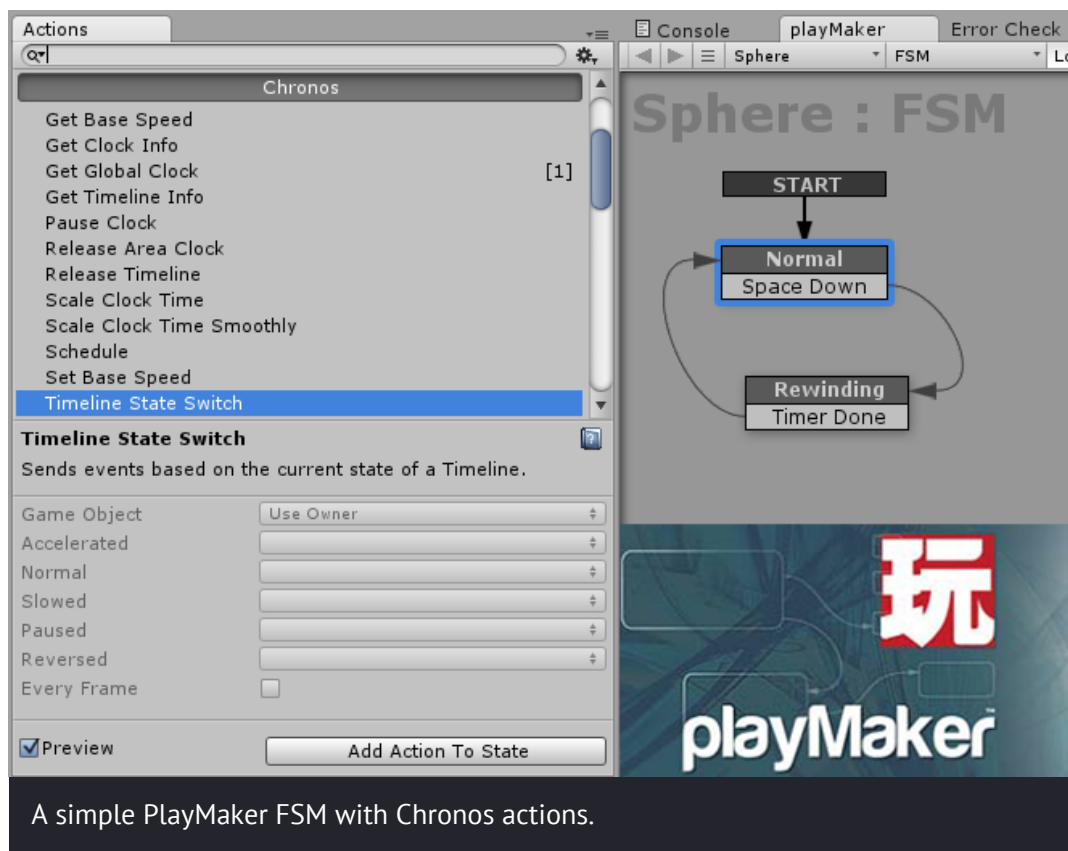 Actions
Chronos
Get Base Speed
Get Clock Info
Get Global Clock [1]
Get Timeline Info
Pause Clock
Release Area Clock
Release Timeline
Scale Clock Time
Scale Clock Time Smoothly
Schedule
Set Base Speed
Timeline State Switch
Timeline State Switch
Sends events based on the current state of a Timeline.
Game Object Use Owner
Accelerated
Normal
Slowed
Paused
Reversed
Every Frame
Preview Add Action To State
Console playMaker Error Check
Sphere FSM Lo
Sphere : FSM
START
Normal
Space Down
Rewinding
Timer Done
玩
playMaker™
A simple PlayMaker FSM with Chronos actions.